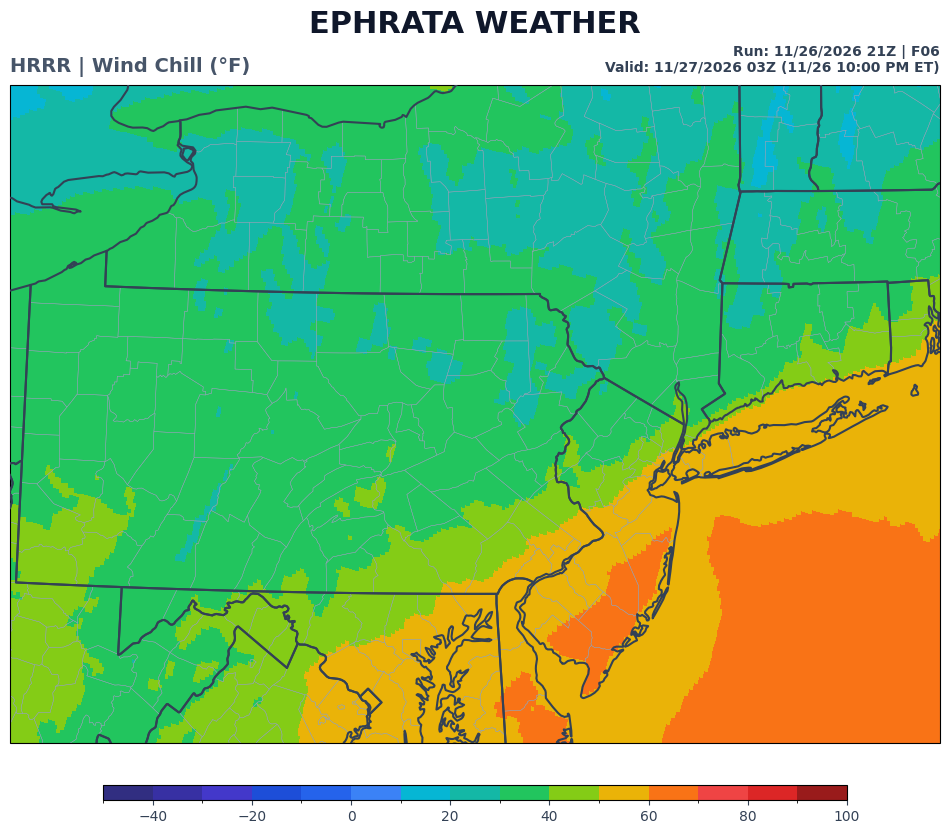 EPHRATA WEATHER
HRRR | Wind Chill (°F)
Run: 11/26/2026 21Z | F06
Valid: 11/27/2026 03Z (11/26 10:00 PM ET)
−40 −20 0 20 40 60 80 100